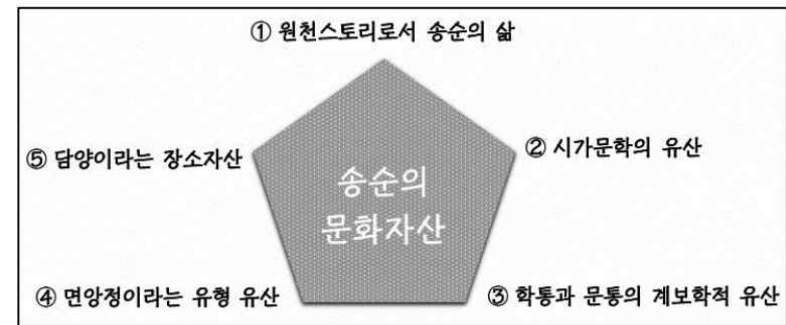 ① 원천스토리로서 송순의 삶
⑤ 담양이라는 장소자산
② 시가문학의 유산
송순의
문화자산
④ 면앙정이라는 유형 유산
③ 학통과 문통의 계보학적 유산